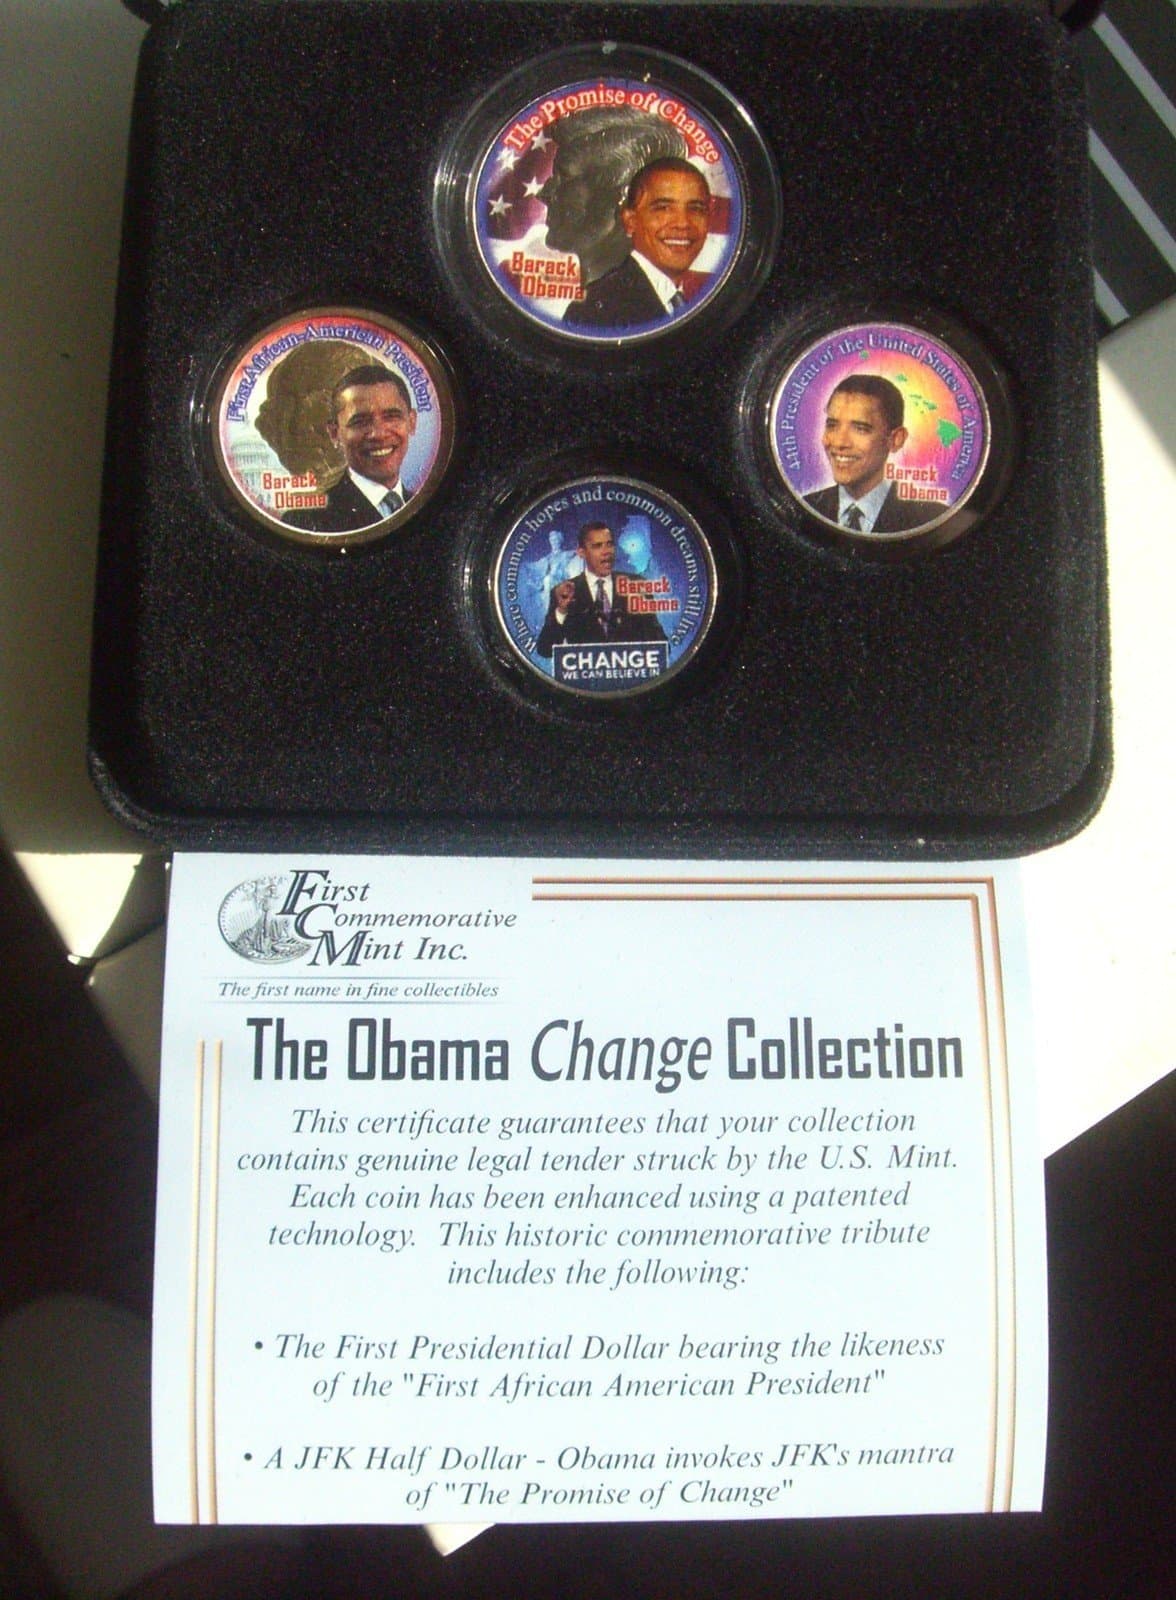 The Promise of Change
Barack
Obama
First African-American President
Barack
Obama
44th President of the United States of America
Barack
Obama
Where common hopes and common dreams still live
Barack
Obama
CHANGE
WE CAN BELIEVE IN
First
Commemorative
Mint Inc.
The first name in fine collectibles
The Obama Change Collection
This certificate guarantees that your collection
contains genuine legal tender struck by the U.S. Mint.
Each coin has been enhanced using a patented
technology. This historic commemorative tribute
includes the following:
• The First Presidential Dollar bearing the likeness
of the "First African American President"
• A JFK Half Dollar - Obama invokes JFK's mantra
of "The Promise of Change"